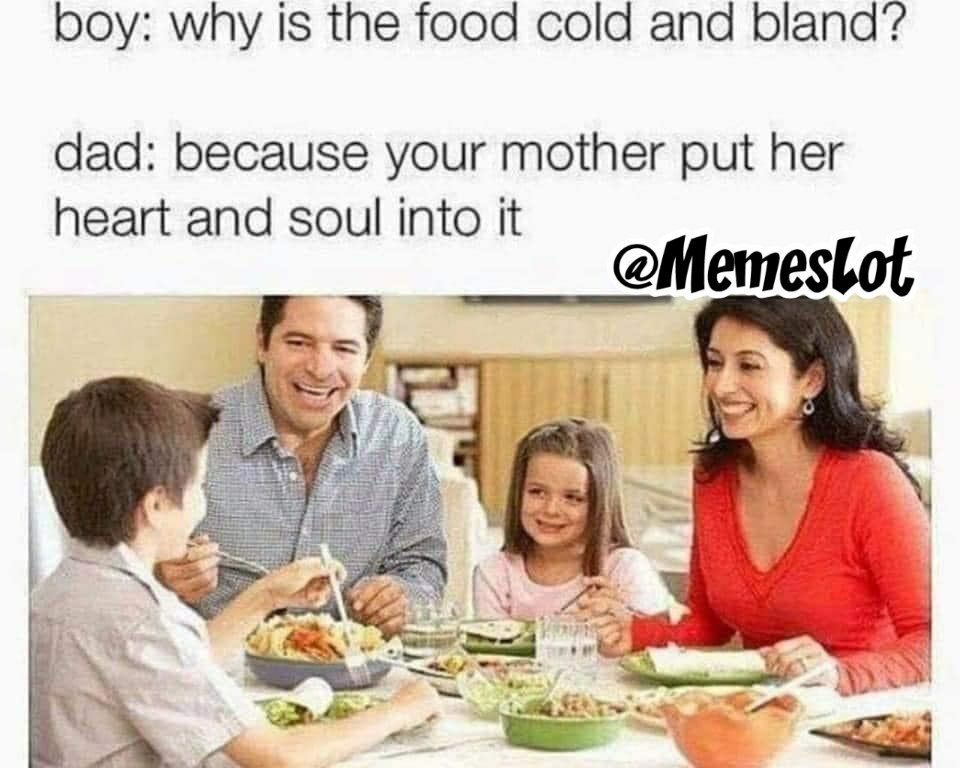 boy: why is the food cold and bland?
dad: because your mother put her
heart and soul into it
@MemesLot